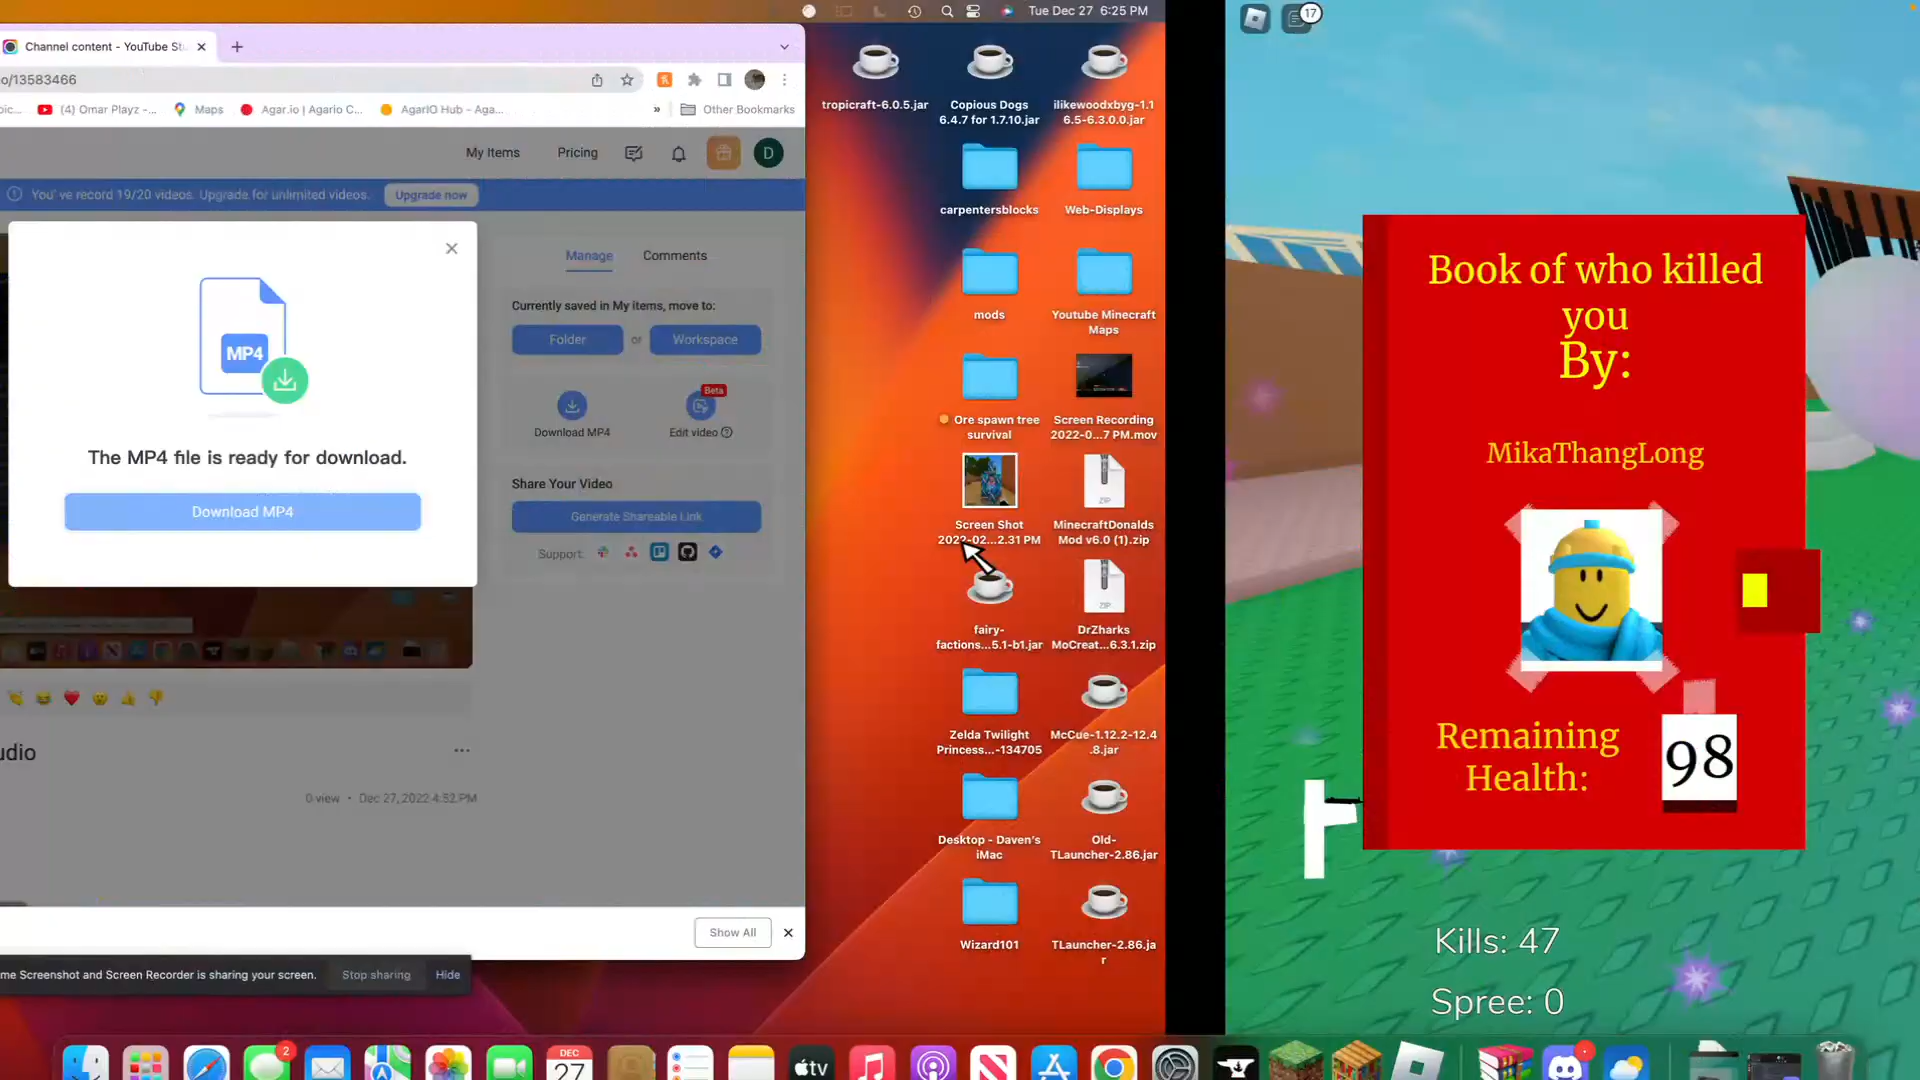 Tue Dec 27 6:25 PM
17
Channel content - YouTube St
o/13583466
(4) Omar Playz -...
Maps
Agar.io | Agario C...
AgarIO Hub - Aga...
»
Other Bookmarks
My Items
Pricing
D
You' ve record 19/20 videos. Upgrade for unlimited videos.
Upgrade now
MP4
The MP4 file is ready for download.
Download MP4
Manage
Comments
Currently saved in My items, move to:
Folder
or
Workspace
Beta
Download MP4
Edit video
Share Your Video
Generate Shareable Link
Support:
udio
0 view • Dec 27, 2022 4:52 PM
Show All
me Screenshot and Screen Recorder is sharing your screen.
Stop sharing
Hide
tropicraft-6.0.5.jar
Copious Dogs
6.4.7 for 1.7.10.jar
ilikewoodxbyg-1.1
6.5-6.3.0.0.jar
carpentersblocks
Web-Displays
mods
Youtube Minecraft
Maps
Ore spawn tree
survival
Screen Recording
2022-0...7 PM.mov
Screen Shot
2022-02...2.31 PM
ZIP
MinecraftDonalds
Mod v6.0 (1).zip
fairy-
factions...5.1-b1.jar
ZIP
DrZharks
MoCreat...6.3.1.zip
Zelda Twilight
Princess...-134705
McCue-1.12.2-12.4
.8.jar
Desktop - Daven's
iMac
Old-
TLauncher-2.86.jar
Wizard101
TLauncher-2.86.ja
r
Book of who killed
you
By:
MikaThangLong
Remaining
Health:
98
Kills: 47
Spree: 0
2
DEC
27
tv